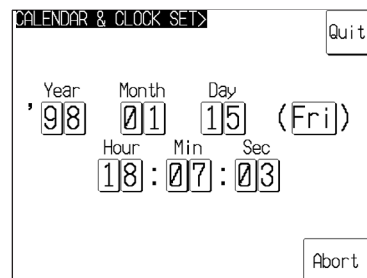 CALENDAR & CLOCK SET>
Quit
Year Month Day
'98 01 15 (Fri)
Hour Min Sec
18:07:03
Abort